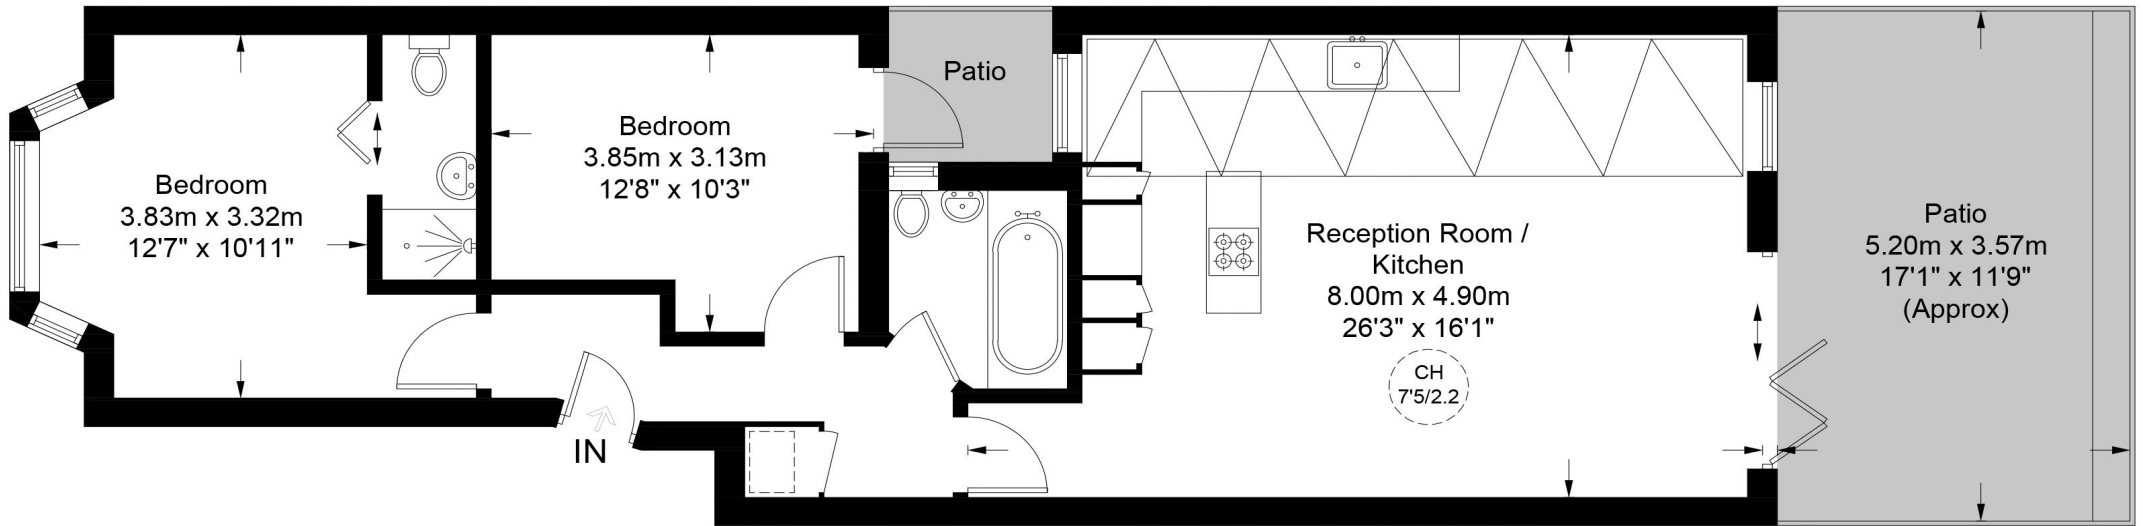 Bedroom
3.83m x 3.32m
12'7" x 10'11"
Bedroom
3.85m x 3.13m
12'8" x 10'3"
Patio
Reception Room /
Kitchen
8.00m x 4.90m
26'3" x 16'1"
CH
7'5/2.2
Patio
5.20m x 3.57m
17'1" x 11'9"
(Approx)
IN